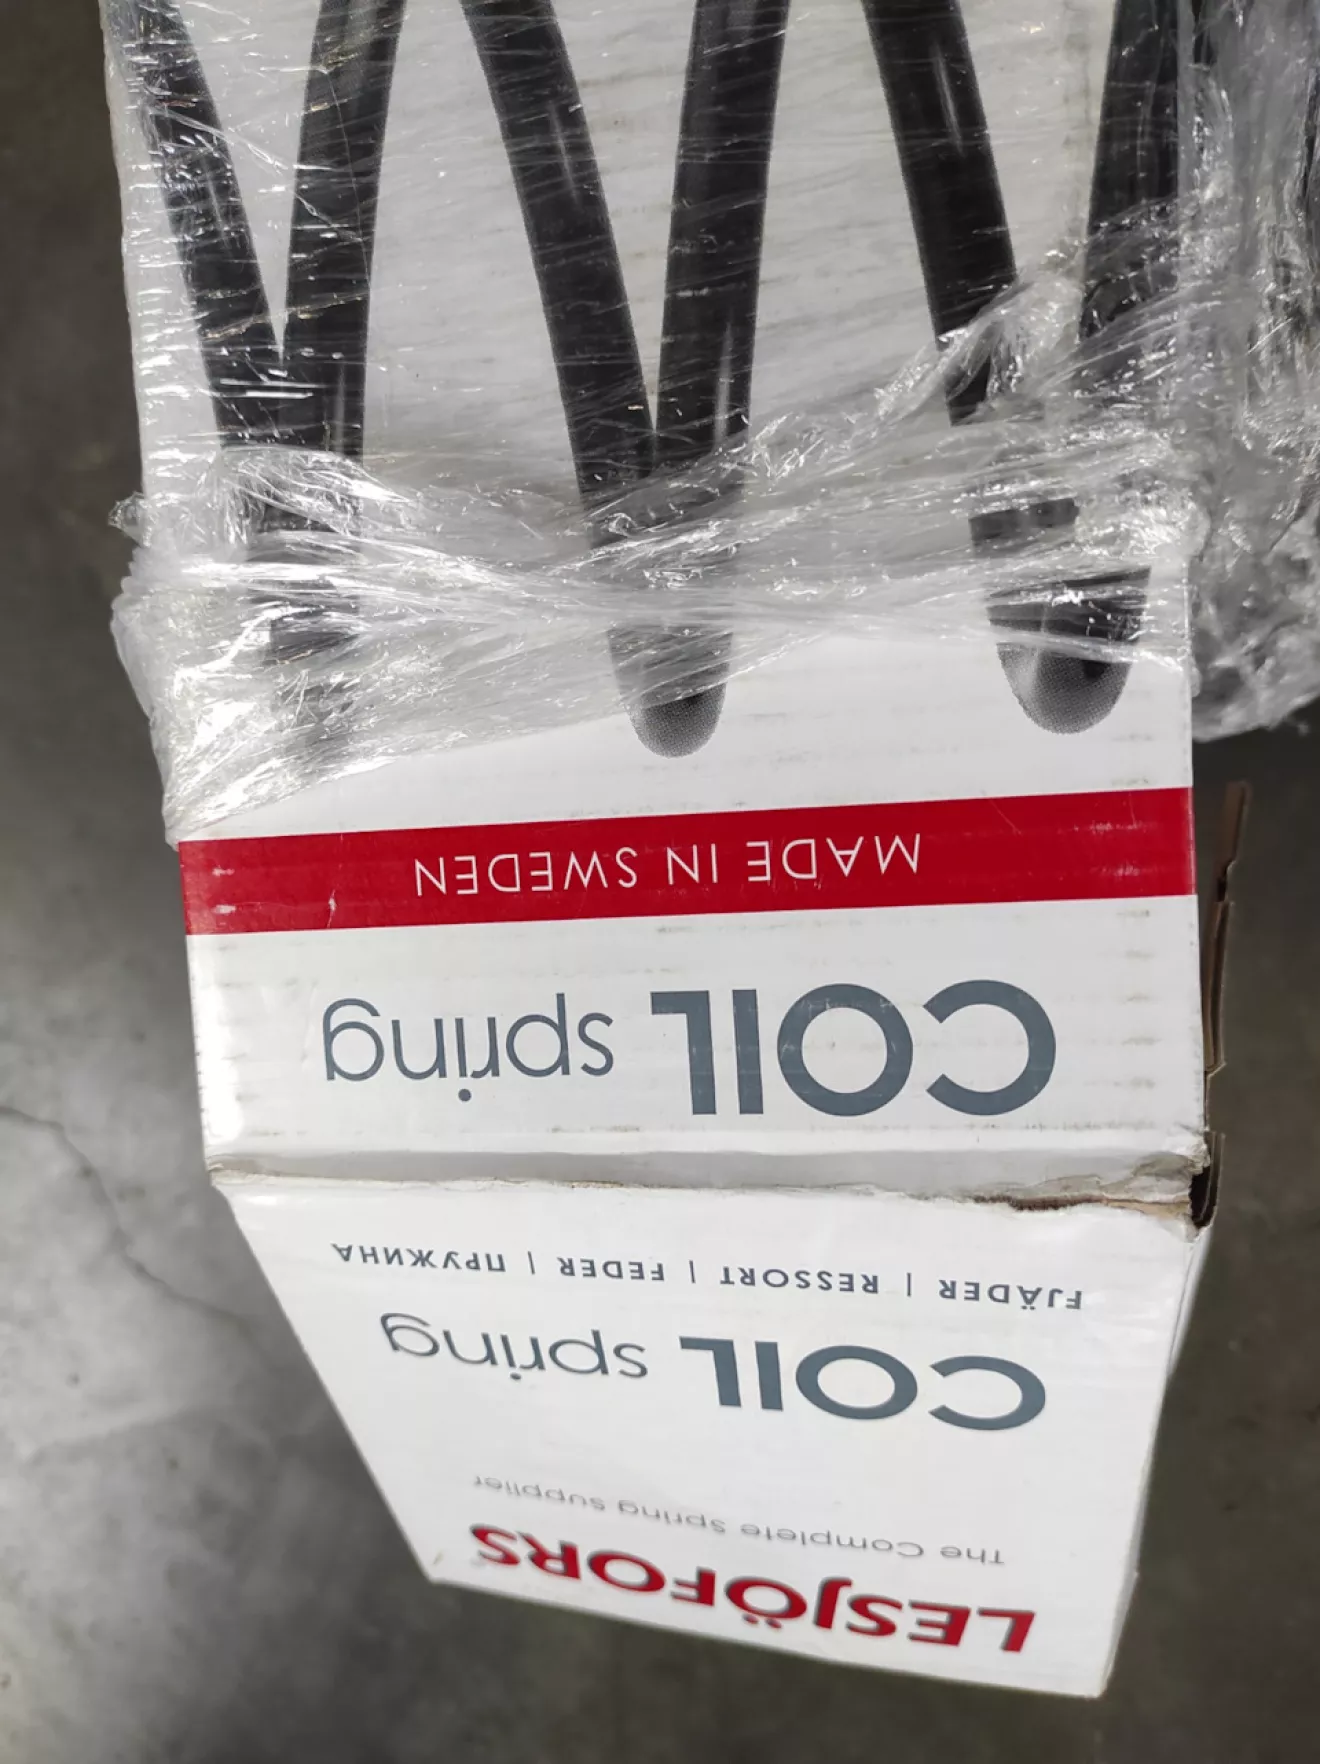 LESJÖFORS
The Complete Spring Supplier
COIL spring
FJÄDER | RESSORT | FEDER | ПРУЖИНА
COIL spring
MADE IN SWEDEN